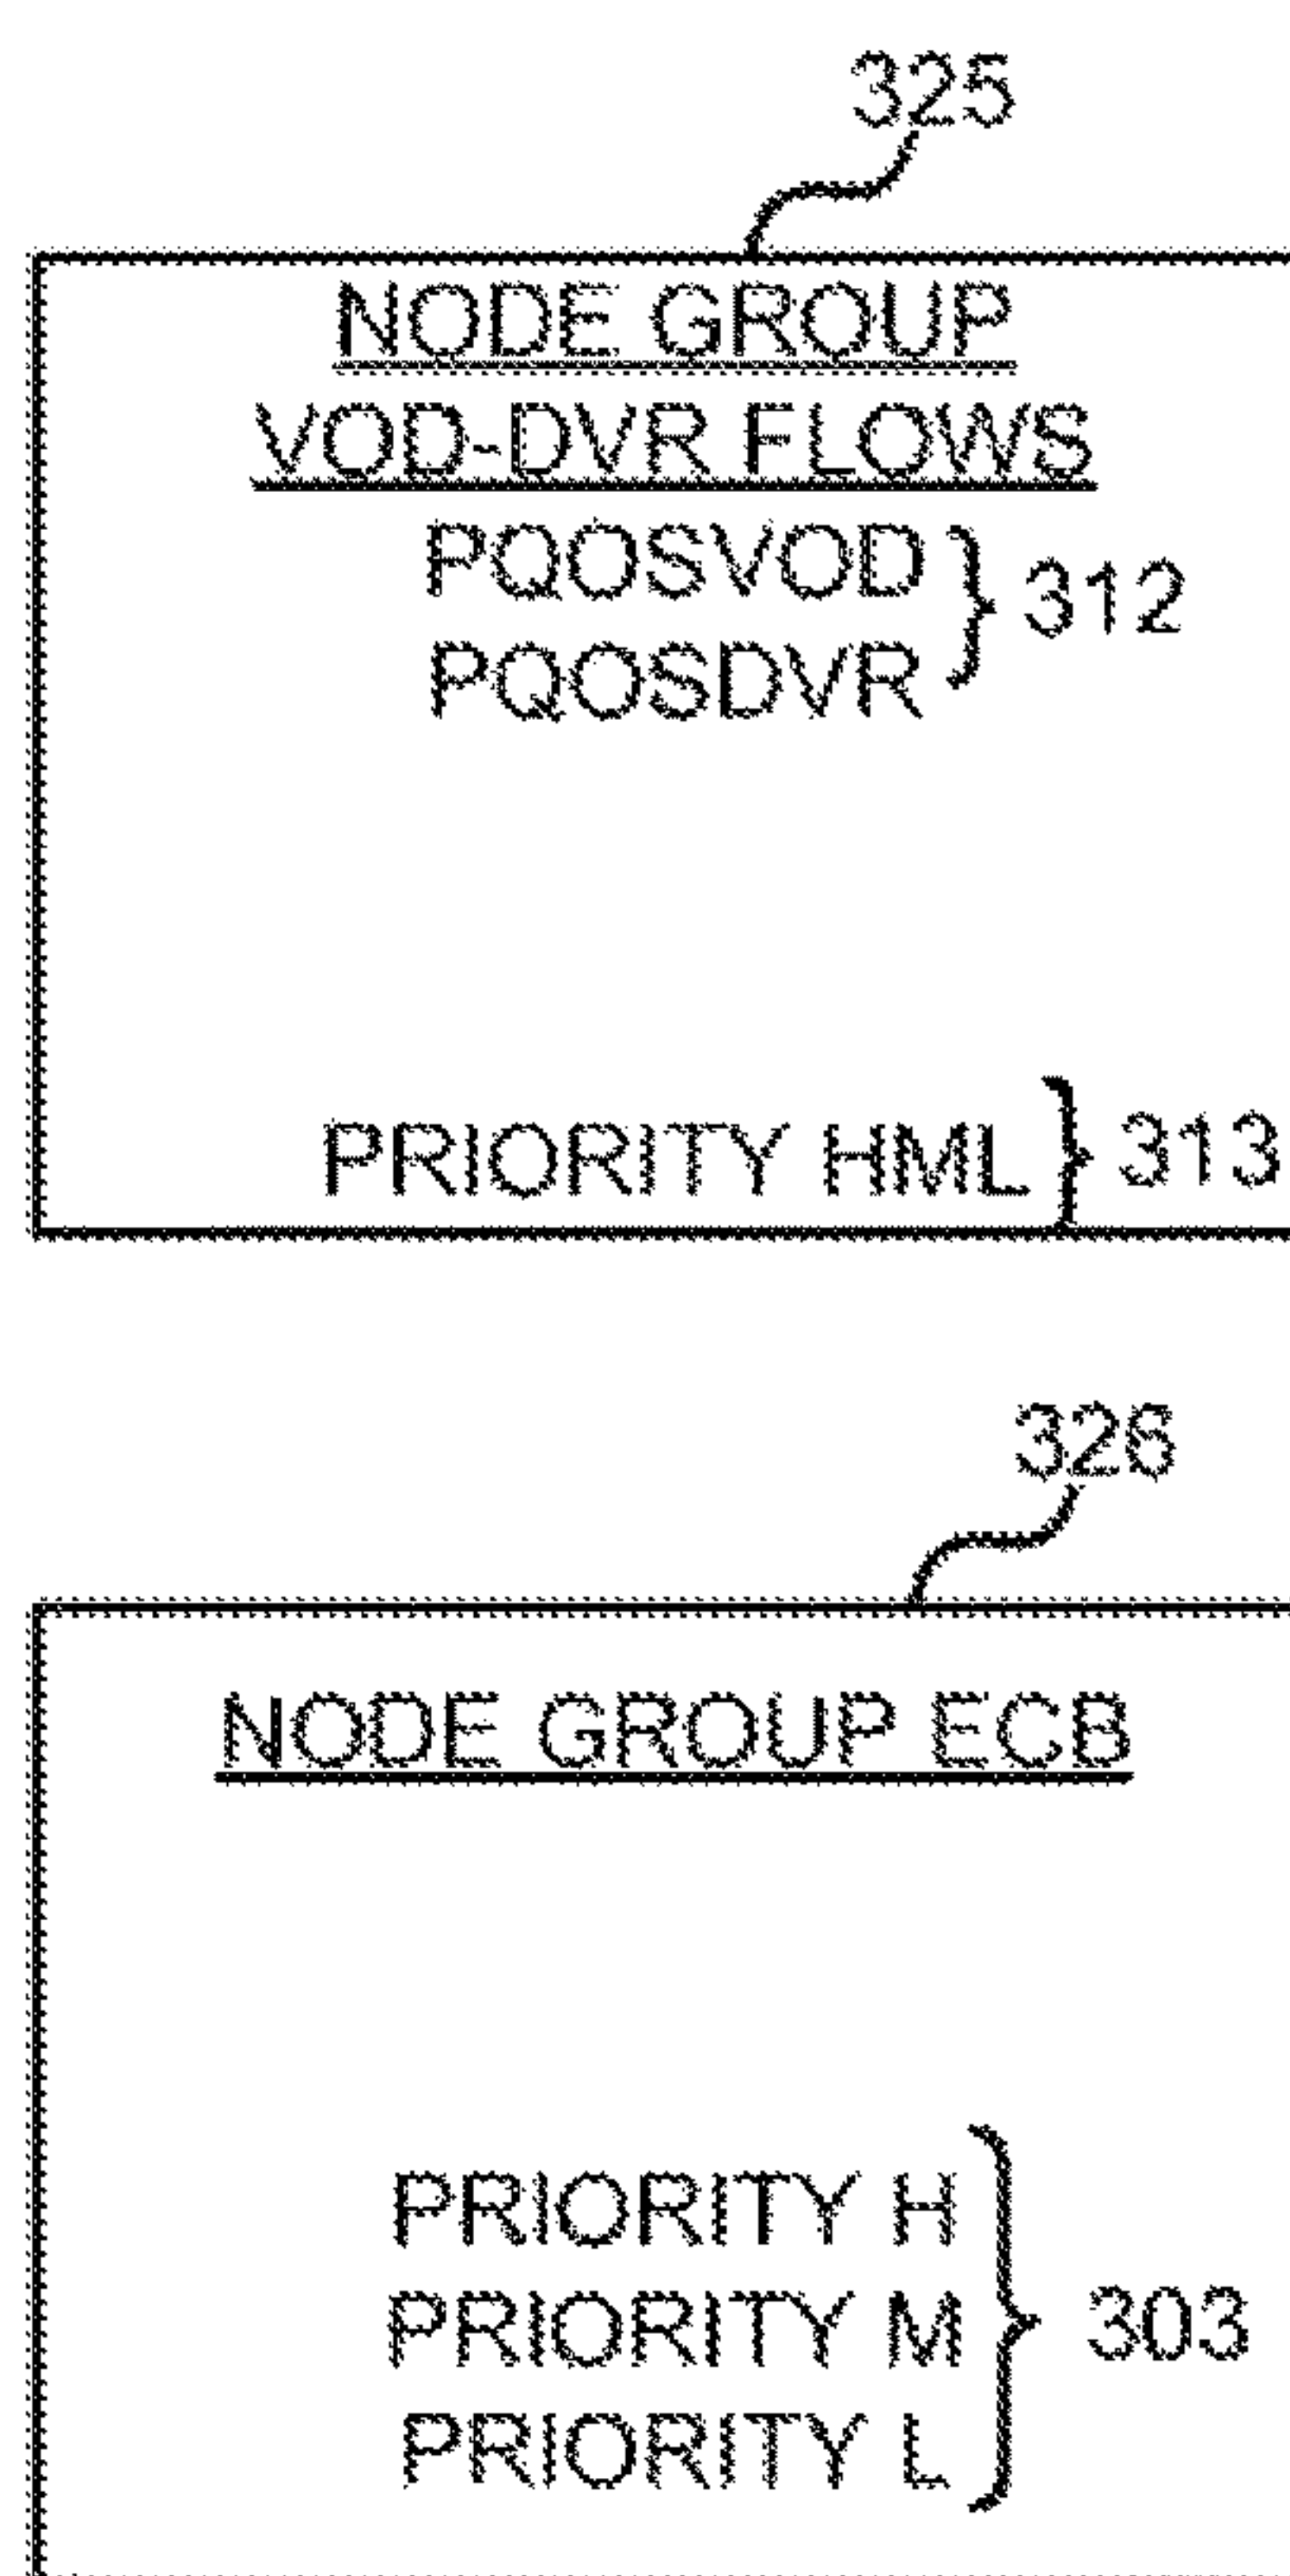 325
NODE GROUP
VOD-DVR FLOWS
PQOSVOD
312
PQOSDVR
PRIORITY HML 313
326
NODE GROUP ECB
PRIORITY H
PRIORITY M 303
PRIORITY L